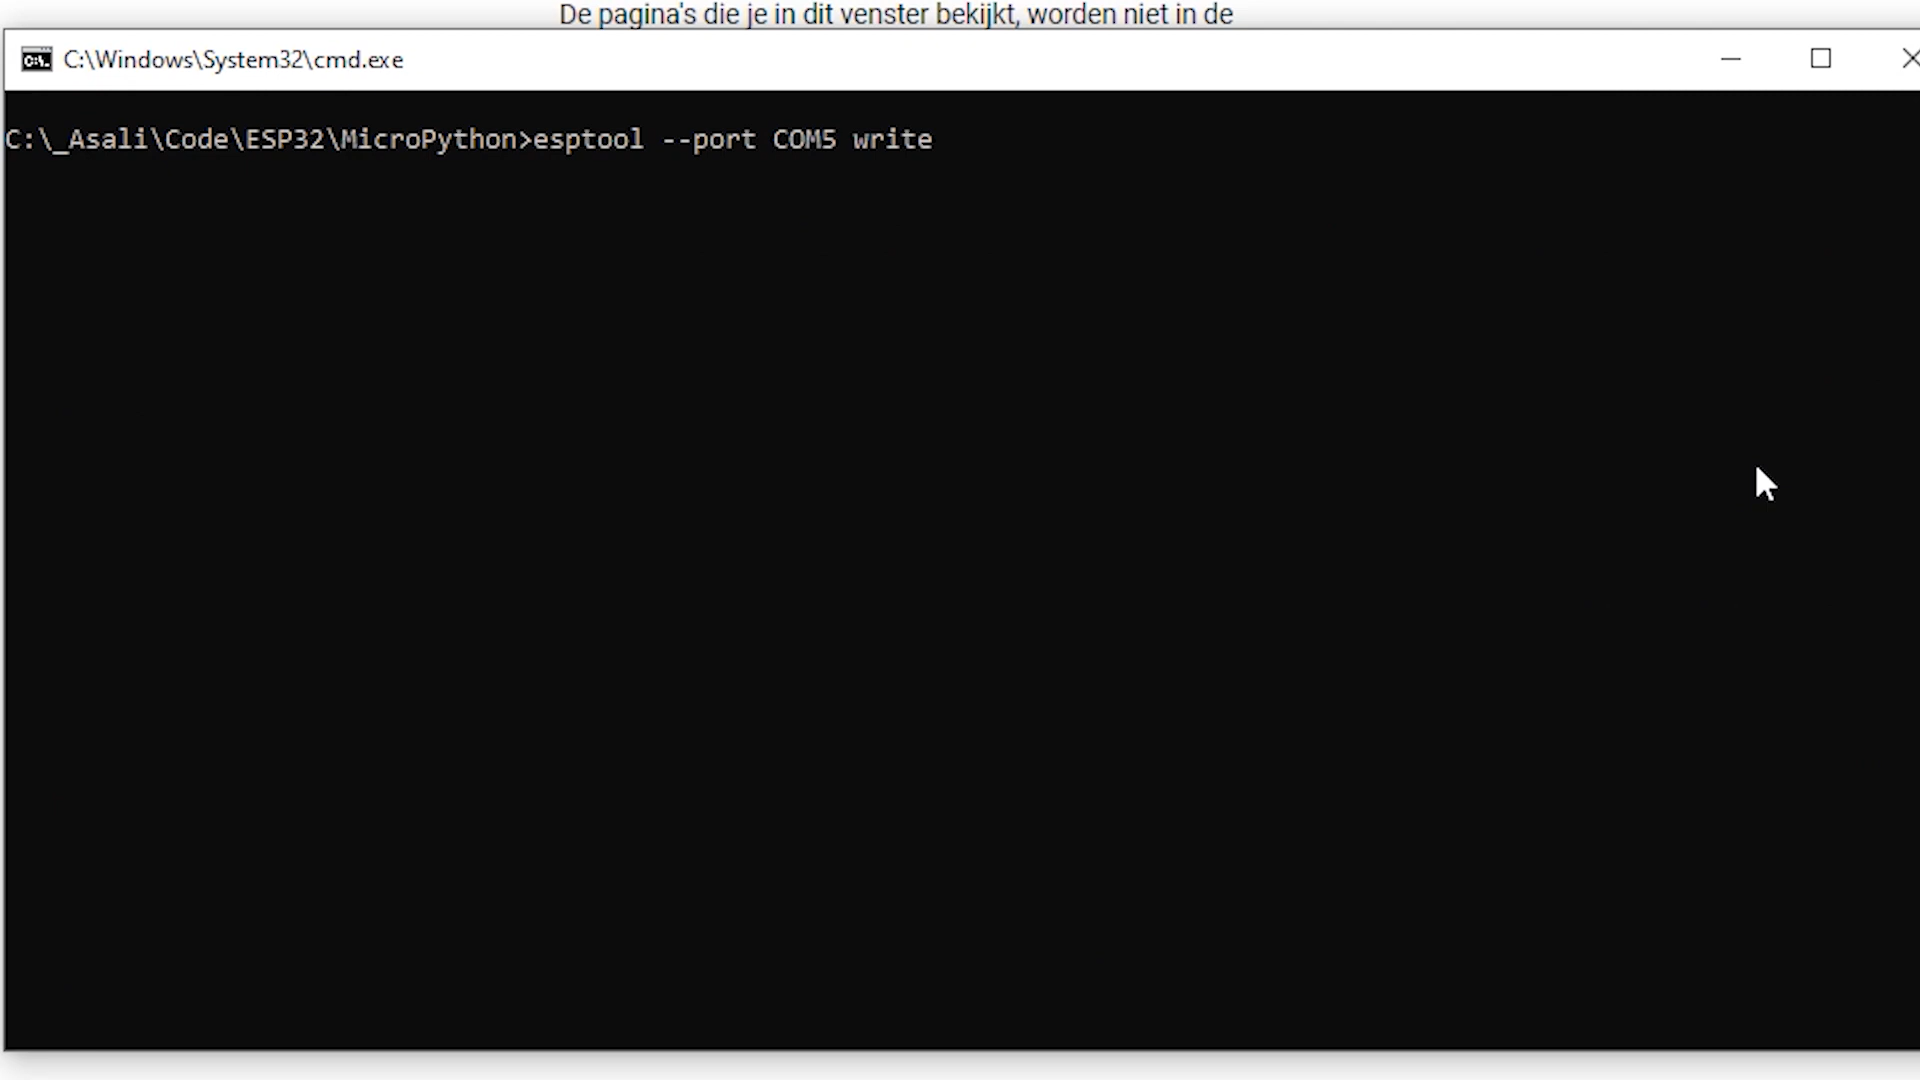 De pagina's die je in dit venster bekijkt, worden niet in de
C:\Windows\System32\cmd.exe
C:\_Asali\Code\ESP32\MicroPython>esptool --port COM5 write